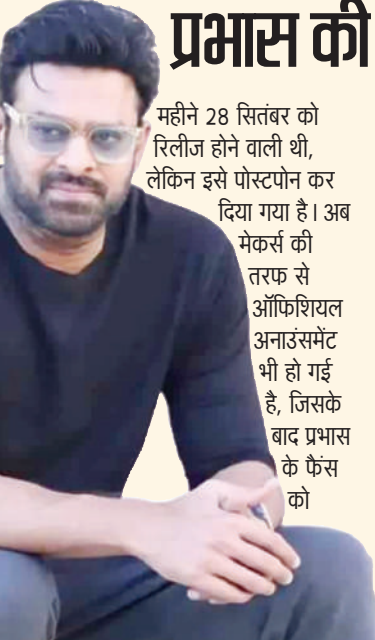 प्रभास की
महीने 28 सितंबर को
रिलीज होने वाली थी,
लेकिन इसे पोस्टपोन कर
दिया गया है। अब
मेकर्स की
तरफ से
ऑफिशियल
अनाउंसमेंट
भी हो गई
है, जिसके
बाद प्रभास
के फैंस
को